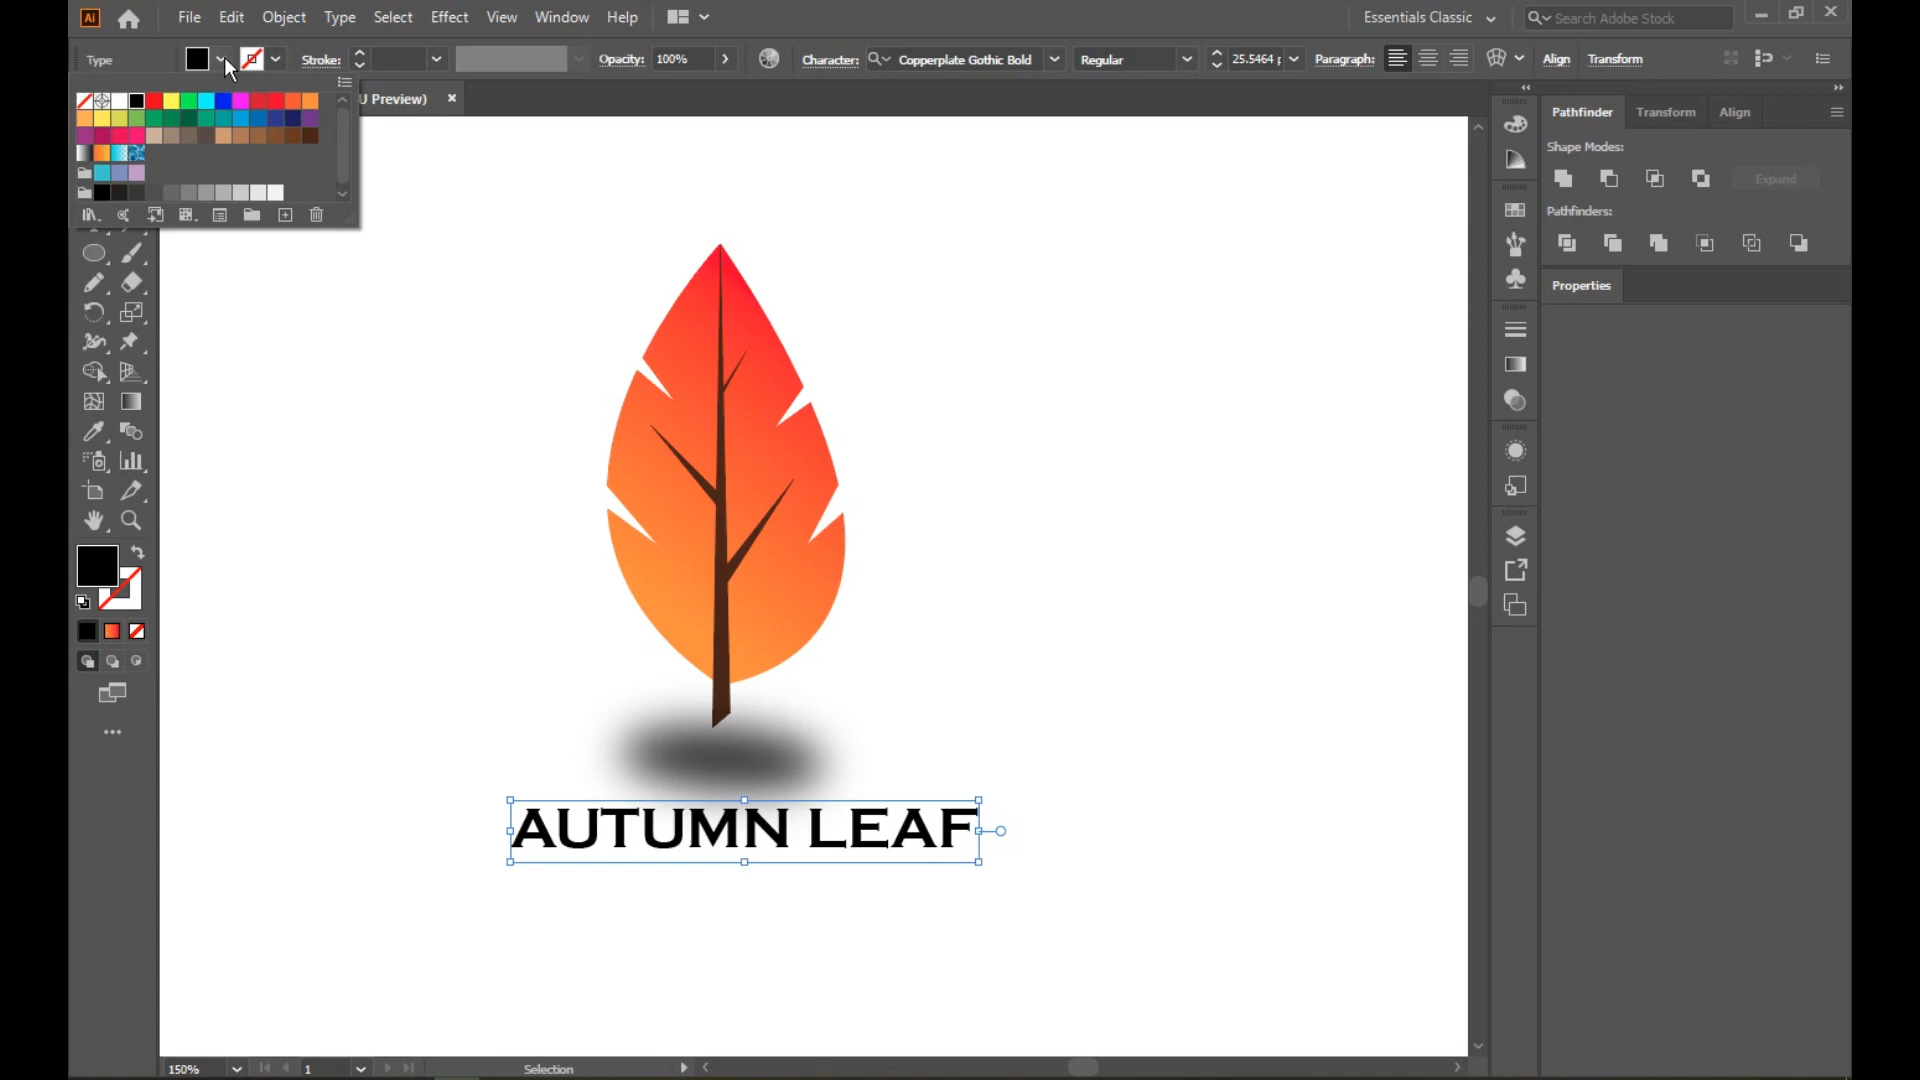 Ai File Edit Object Type Select Effect View Window Help Essentials Classic Search Adobe Stock
Type Stroke: Opacity: 100% Character: Copperplate Gothic Bold Regular 25.5464 p Paragraph: Align Transform
U Preview) ×
Pathfinder Transform Align
Shape Modes:
Expand
Pathfinders:
Properties
AUTUMN LEAF
150% 1 Selection